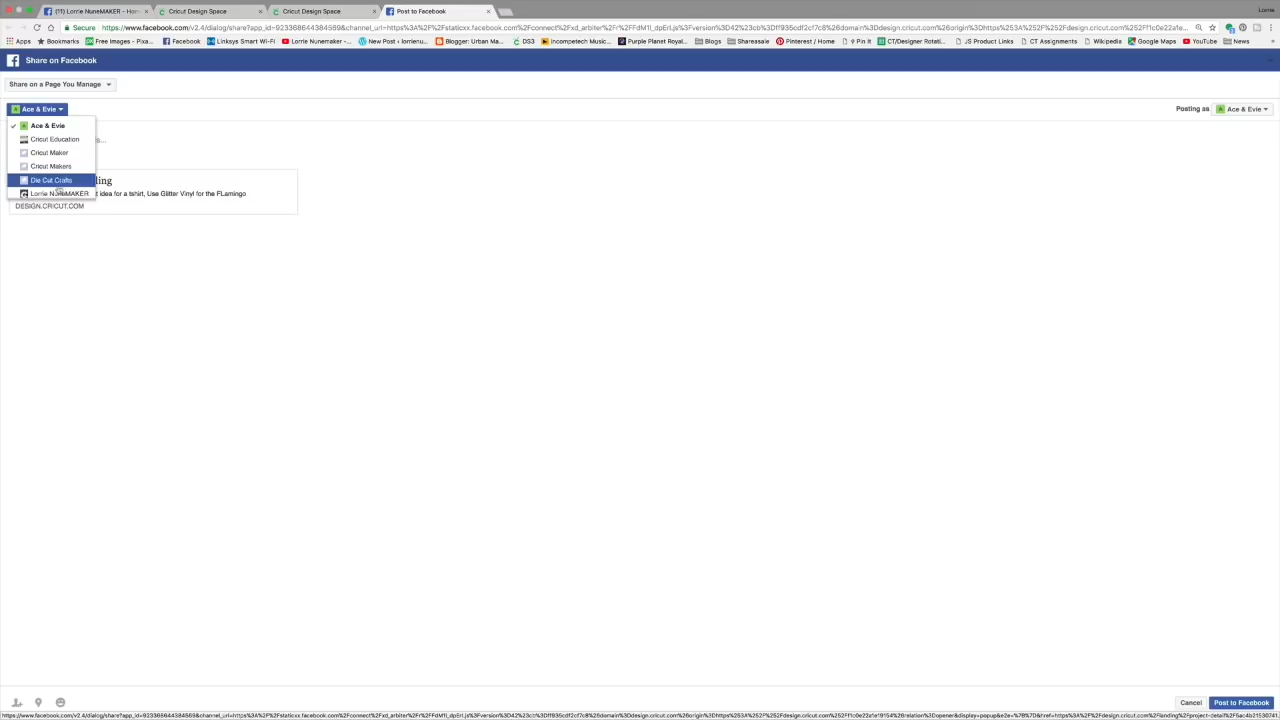 (11) Lorrie NuneMAKER - Hom
Cricut Design Space
Cricut Design Space
Post to Facebook
Lorrie
Secure
Apps
Bookmarks
Free Images - Pixa...
Facebook
Linksys Smart Wi-Fi
Lorrie Nunemaker -...
New Post ‹ lorrienu...
Blogger: Urban Ma...
DS3
incompetech Music...
Purple Planet Royal...
Blogs
Shareasale
Pinterest / Home
Pin It
CT/Designer Rotati...
JS Product Links
CT Assignments
Wikipedia
Google Maps
YouTube
News
Share on Facebook
Share on a Page You Manage
Ace & Evie
Posting as
Ace & Evie
Ace & Evie
Cricut Education
s...
Cricut Maker
Cricut Makers
Die Cut Crafts
ling
Lorrie NuneMAKER
t idea for a tshirt, Use Glitter Vinyl for the FLamingo
DESIGN.CRICUT.COM
Cancel
Post to Facebook